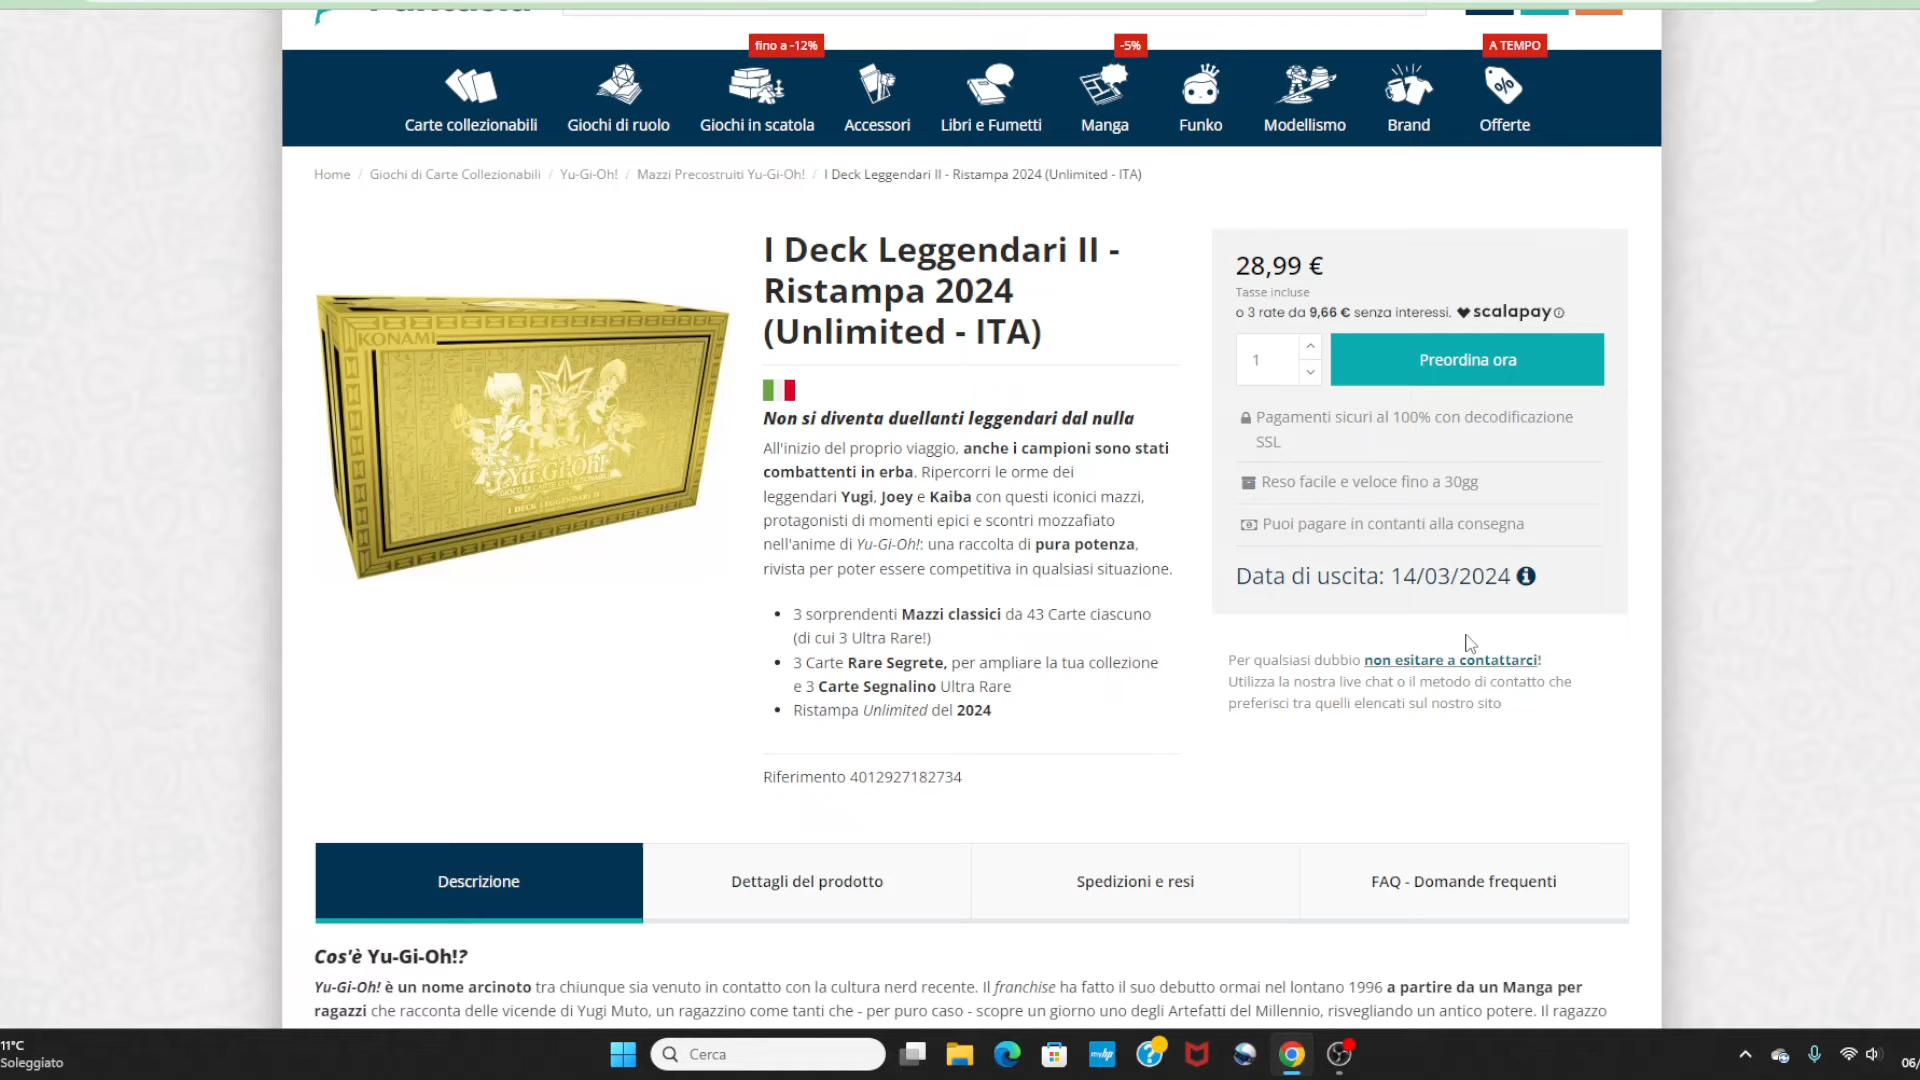 fino a -12%
-5%
A TEMPO
Carte collezionabili
Giochi di ruolo
Giochi in scatola
Accessori
Libri e Fumetti
Manga
Funko
Modellismo
Brand
Offerte
Home / Giochi di Carte Collezionabili / Yu-Gi-Oh! / Mazzi Precostruiti Yu-Gi-Oh! / I Deck Leggendari II - Ristampa 2024 (Unlimited - ITA)
KONAMI
Yu-Gi-Oh!
GIOCO DI CARTE COLLEZIONABILI
I DECK LEGGENDARI II
I Deck Leggendari II -
Ristampa 2024
(Unlimited - ITA)
Non si diventa duellanti leggendari dal nulla
All'inizio del proprio viaggio, anche i campioni sono stati
combattenti in erba. Ripercorri le orme dei
leggendari Yugi, Joey e Kaiba con questi iconici mazzi,
protagonisti di momenti epici e scontri mozzafiato
nell'anime di Yu-Gi-Oh!: una raccolta di pura potenza,
rivista per poter essere competitiva in qualsiasi situazione.
• 3 sorprendenti Mazzi classici da 43 Carte ciascuno
(di cui 3 Ultra Rare!)
• 3 Carte Rare Segrete, per ampliare la tua collezione
e 3 Carte Segnalino Ultra Rare
• Ristampa Unlimited del 2024
Riferimento 4012927182734
28,99 €
Tasse incluse
o 3 rate da 9,66 € senza interessi. scalapay
1
Preordina ora
Pagamenti sicuri al 100% con decodificazione
SSL
Reso facile e veloce fino a 30gg
Puoi pagare in contanti alla consegna
Data di uscita: 14/03/2024
Per qualsiasi dubbio non esitare a contattarci!
Utilizza la nostra live chat o il metodo di contatto che
preferisci tra quelli elencati sul nostro sito
Descrizione
Dettagli del prodotto
Spedizioni e resi
FAQ - Domande frequenti
Cos'è Yu-Gi-Oh!?
Yu-Gi-Oh! è un nome arcinoto tra chiunque sia venuto in contatto con la cultura nerd recente. Il franchise ha fatto il suo debutto ormai nel lontano 1996 a partire da un Manga per
ragazzi che racconta delle vicende di Yugi Muto, un ragazzino come tanti che - per puro caso - scopre un giorno uno degli Artefatti del Millennio, risvegliando un antico potere. Il ragazzo
11°C
Soleggiato
Cerca
myhp
06/